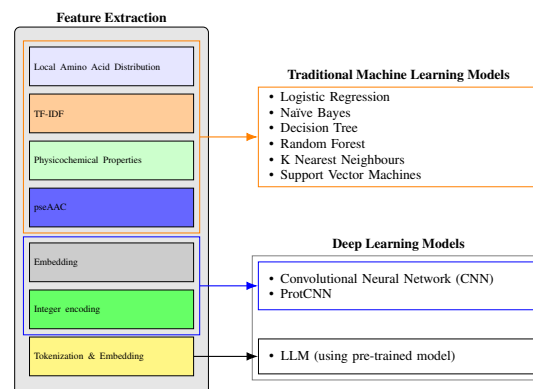 Feature Extraction
Local Amino Acid Distribution
TF-IDF
Physicochemical Properties
pseAAC
Embedding
Integer encoding
Tokenization & Embedding
Traditional Machine Learning Models
• Logistic Regression
• Naïve Bayes
• Decision Tree
• Random Forest
• K Nearest Neighbours
• Support Vector Machines
Deep Learning Models
• Convolutional Neural Network (CNN)
• ProtCNN
• LLM (using pre-trained model)